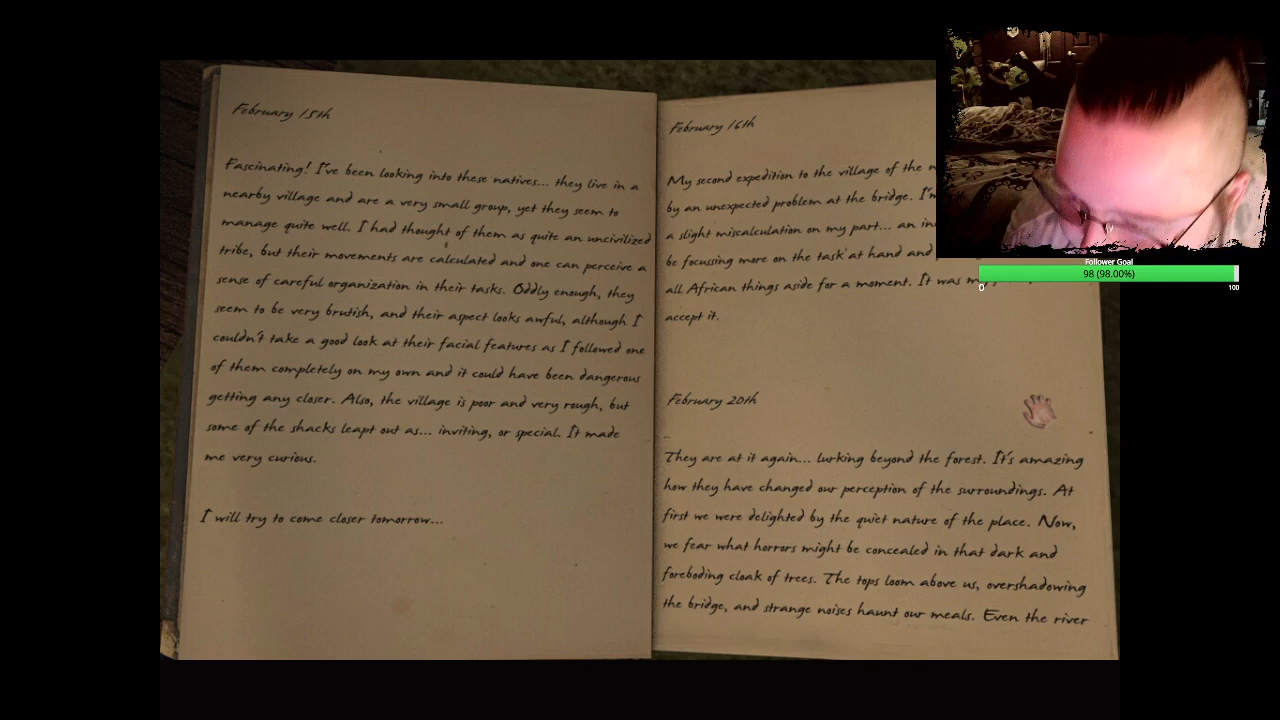 February 15th
Fascinating! I've been looking into these natives... they live in a
nearby village and are a very small group, yet they seem to
manage quite well. I had thought of them as quite an uncivilized
tribe, but their movements are calculated and one can perceive a
sense of careful organization in their tasks. Oddly enough, they
seem to be very brutish, and their aspect looks awful, although I
couldn't take a good look at their facial features as I followed one
of them completely on my own and it could have been dangerous
getting any closer. Also, the village is poor and very rough, but
some of the shacks leapt out as... inviting, or special. It made
me very curious.
I will try to come closer tomorrow...
February 16th
My second expedition to the village of the
by an unexpected problem at the bridge. I'm
a slight miscalculation on my part... an
be focussing more on the task at hand and
all African things aside for a moment. It was
accept it.
February 20th
They are at it again... lurking beyond the forest. It's amazing
how they have changed our perception of the surroundings. At
first we were delighted by the quiet nature of the place. Now,
we fear what horrors might be concealed in that dark and
foreboding cloak of trees. The tops loom above us, overshadowing
the bridge, and strange noises haunt our meals. Even the river
Follower Goal
98 (98.00%)
0 100